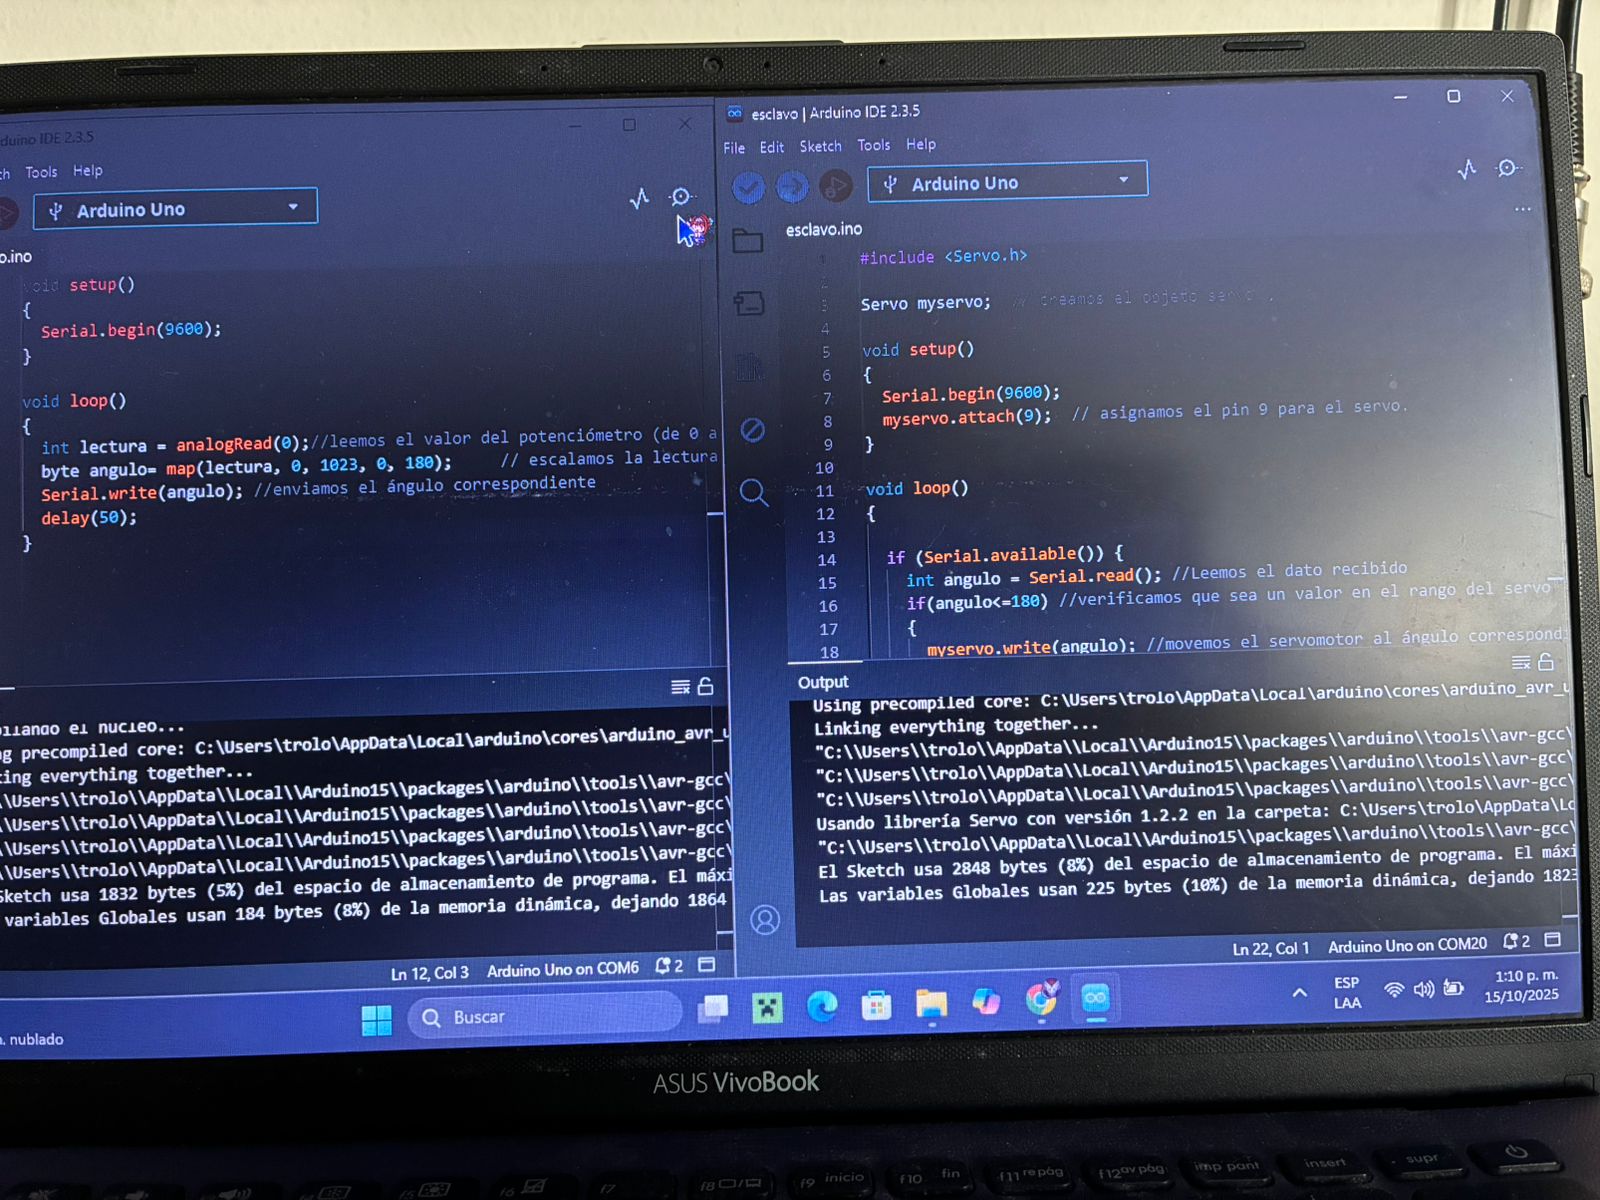 duino IDE 2.3.5
ch Tools Help
Arduino Uno
o.ino
void setup()
{
Serial.begin(9600);
}
void loop()
{
int lectura = analogRead(0);//leemos el valor del potenciómetro (de 0 a
byte angulo= map(lectura, 0, 1023, 0, 180); // escalamos la lectura
Serial.write(angulo); //enviamos el ángulo correspondiente
delay(50);
}
ilando el núcleo...
g precompiled core: C:\Users\trolo\AppData\Local\arduino\cores\arduino_avr_u
ing everything together...
\\Users\\trolo\\AppData\\Local\\Arduino15\\packages\\arduino\\tools\\avr-gcc\
\\Users\\trolo\\AppData\\Local\\Arduino15\\packages\\arduino\\tools\\avr-gcc\
\\Users\\trolo\\AppData\\Local\\Arduino15\\packages\\arduino\\tools\\avr-gcc\
\\Users\\trolo\\AppData\\Local\\Arduino15\\packages\\arduino\\tools\\avr-gcc\
Sketch usa 1832 bytes (5%) del espacio de almacenamiento de programa. El máxi
variables Globales usan 184 bytes (8%) de la memoria dinámica, dejando 1864
Ln 12, Col 3 Arduino Uno on COM6 2
esclavo | Arduino IDE 2.3.5
File Edit Sketch Tools Help
Arduino Uno
esclavo.ino
1 #include <Servo.h>
2
3 Servo myservo; // creamos el objeto servo
4
5 void setup()
6 {
7 Serial.begin(9600);
8 myservo.attach(9); // asignamos el pin 9 para el servo.
9 }
10
11 void loop()
12 {
13
14 if (Serial.available()) {
15 int angulo = Serial.read(); //Leemos el dato recibido
16 if(angulo<=180) //verificamos que sea un valor en el rango del servo
17 {
18 myservo.write(angulo); //movemos el servomotor al ángulo correspond
Output
Using precompiled core: C:\Users\trolo\AppData\Local\arduino\cores\arduino_avr_u
Linking everything together...
"C:\\Users\\trolo\\AppData\\Local\\Arduino15\\packages\\arduino\\tools\\avr-gcc\
"C:\\Users\\trolo\\AppData\\Local\\Arduino15\\packages\\arduino\\tools\\avr-gcc\
"C:\\Users\\trolo\\AppData\\Local\\Arduino15\\packages\\arduino\\tools\\avr-gcc\
Usando librería Servo con versión 1.2.2 en la carpeta: C:\Users\trolo\AppData\Lo
"C:\\Users\\trolo\\AppData\\Local\\Arduino15\\packages\\arduino\\tools\\avr-gcc\
El Sketch usa 2848 bytes (8%) del espacio de almacenamiento de programa. El máxi
Las variables Globales usan 225 bytes (10%) de la memoria dinámica, dejando 1823
Ln 22, Col 1 Arduino Uno on COM20 2
. nublado
Buscar
ESP
LAA
1:10 p. m.
15/10/2025
ASUS VivoBook
f6 f7 f8 f9 inicio f10 fin f11 re pág f12 av pág imp pant insert supr